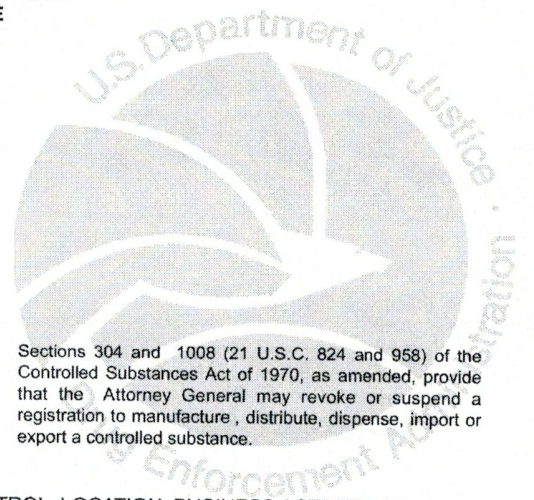 E
U.S. Department of Justice ·
Drug Enforcement Administration
Sections 304 and 1008 (21 U.S.C. 824 and 958) of the
Controlled Substances Act of 1970, as amended, provide
that the Attorney General may revoke or suspend a
registration to manufacture , distribute, dispense, import or
export a controlled substance.